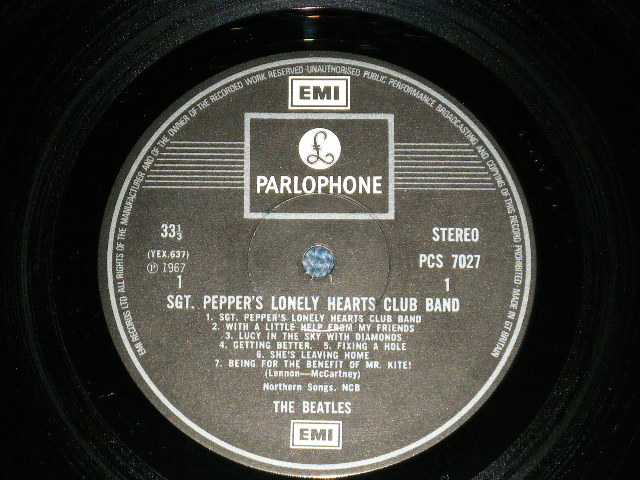 EMI RECORDS LTD ALL RIGHTS OF THE MANUFACTURER AND OF THE OWNER OF THE RECORDED WORK RESERVED · UNAUTHORISED PUBLIC PERFORMANCE BROADCASTING AND COPYING OF THIS RECORD PROHIBITED · MADE IN GT BRITAIN
EMI
£
PARLOPHONE
33⅓ STEREO
(YEX.637) PCS 7027
℗ 1967
1 1
SGT. PEPPER'S LONELY HEARTS CLUB BAND
1. SGT. PEPPER'S LONELY HEARTS CLUB BAND
2. WITH A LITTLE HELP FROM MY FRIENDS
3. LUCY IN THE SKY WITH DIAMONDS
4. GETTING BETTER. 5. FIXING A HOLE
6. SHE'S LEAVING HOME
7. BEING FOR THE BENEFIT OF MR. KITE!
(Lennon—McCartney)
Northern Songs. NCB
THE BEATLES
EMI